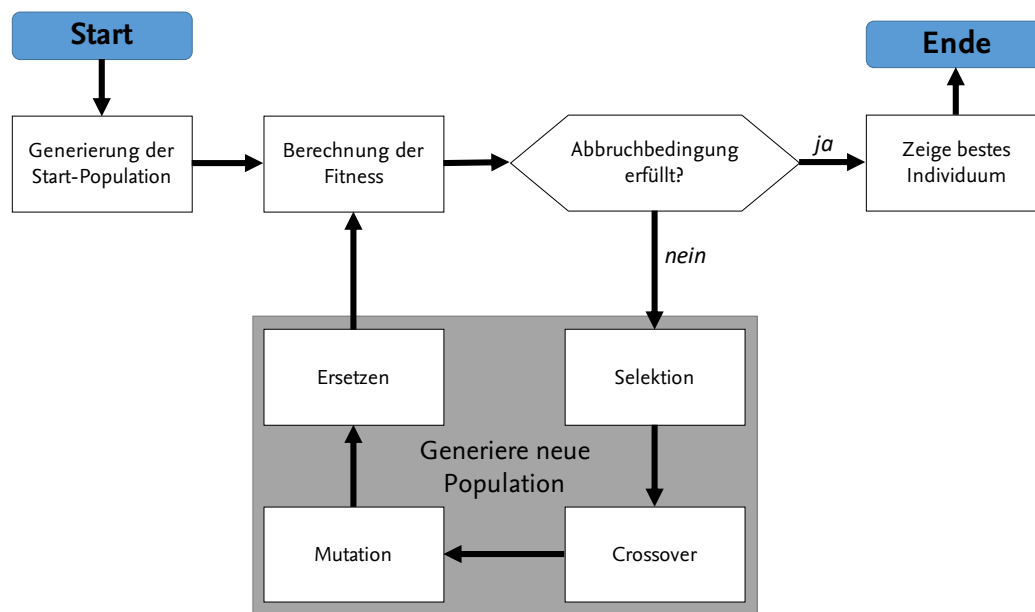 Start
Ende
Generierung der
Start-Population
Berechnung der
Fitness
Abbruchbedingung
erfüllt?
ja
Zeige bestes
Individuum
nein
Ersetzen
Selektion
Generiere neue
Population
Mutation
Crossover